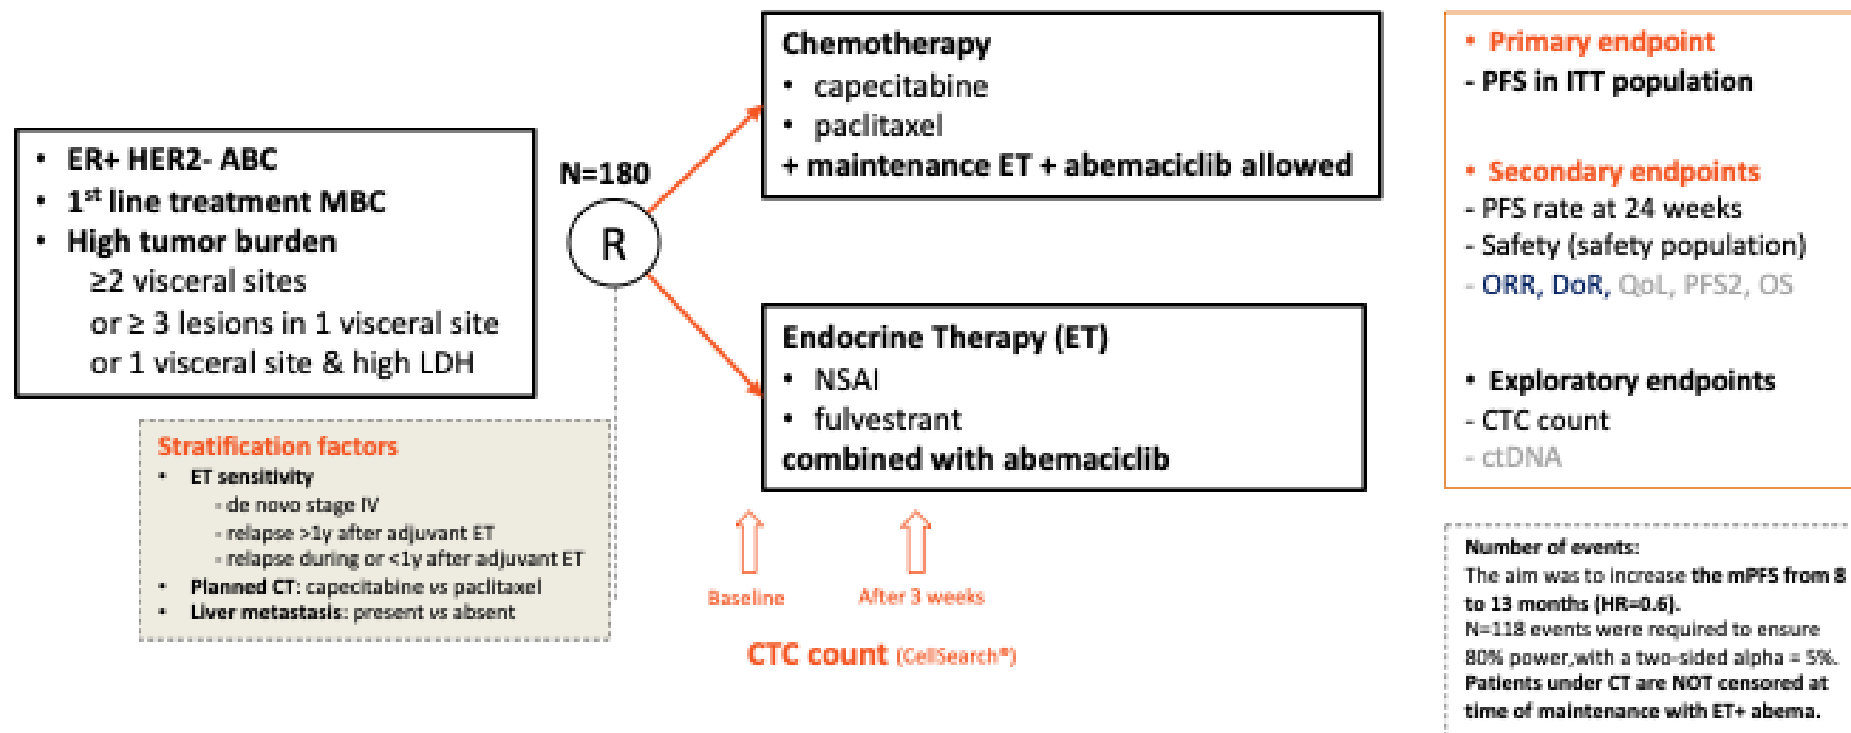 • ER+ HER2- ABC
• 1st line treatment MBC
• High tumor burden
≥2 visceral sites
or ≥ 3 lesions in 1 visceral site
or 1 visceral site & high LDH
Stratification factors
• ET sensitivity
- de novo stage IV
- relapse >1y after adjuvant ET
- relapse during or <1y after adjuvant ET
• Planned CT: capecitabine vs paclitaxel
• Liver metastasis: present vs absent
N=180
R
Chemotherapy
• capecitabine
• paclitaxel
+ maintenance ET + abemaciclib allowed
Endocrine Therapy (ET)
• NSAI
• fulvestrant
combined with abemaciclib
Baseline
After 3 weeks
CTC count (CellSearch®)
• Primary endpoint
- PFS in ITT population
• Secondary endpoints
- PFS rate at 24 weeks
- Safety (safety population)
- ORR, DoR, QoL, PFS2, OS
• Exploratory endpoints
- CTC count
- ctDNA
Number of events:
The aim was to increase the mPFS from 8
to 13 months (HR=0.6).
N=118 events were required to ensure
80% power,with a two-sided alpha = 5%.
Patients under CT are NOT censored at
time of maintenance with ET+ abema.